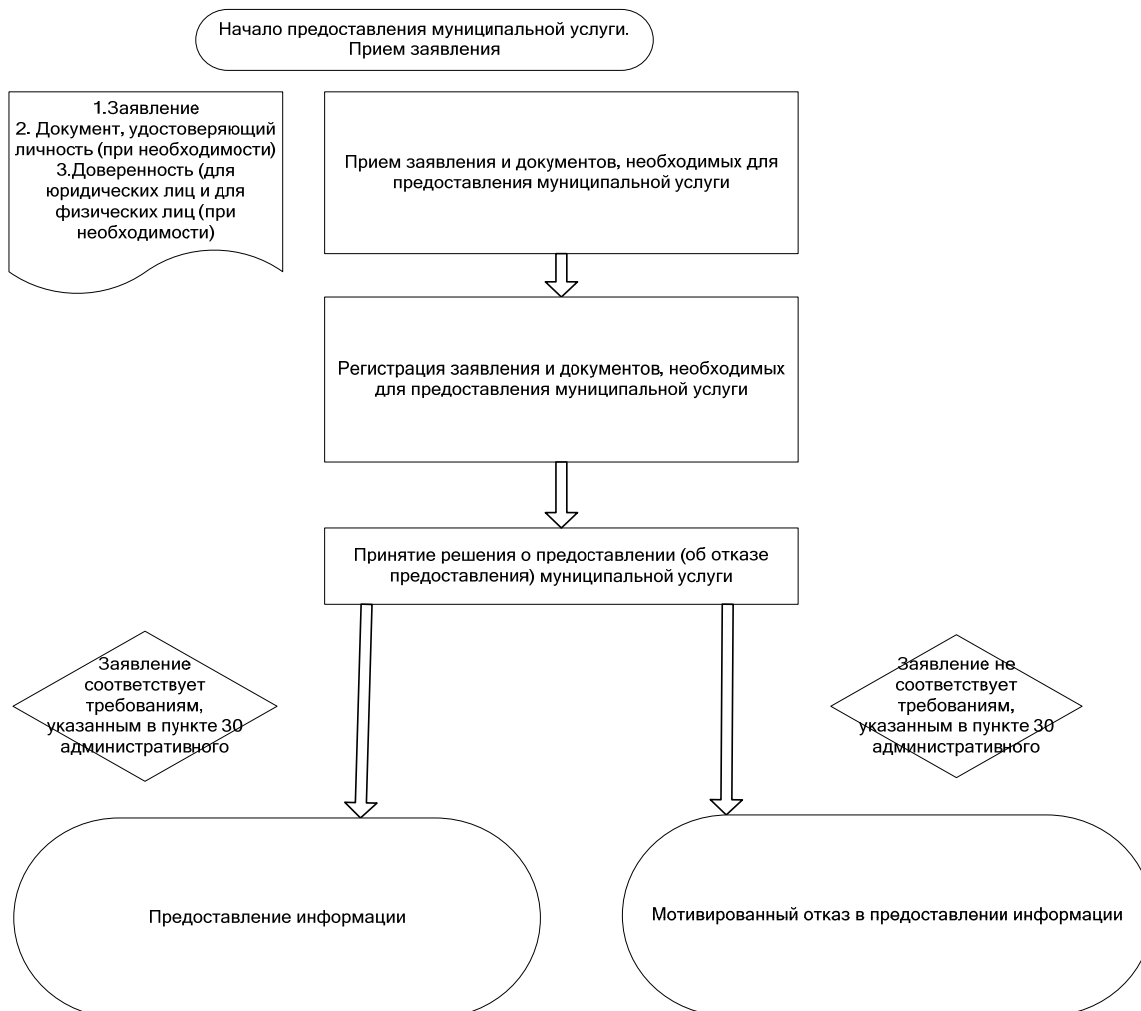 Начало предоставления муниципальной услуги.
Прием заявления
1.Заявление
2. Документ, удостоверяющий
личность (при необходимости)
3.Доверенность (для
юридических лиц и для
физических лиц (при
необходимости)
Прием заявления и документов, необходимых для
предоставления муниципальной услуги
Регистрация заявления и документов, необходимых
для предоставления муниципальной услуги
Принятие решения о предоставлении (об отказе
предоставления) муниципальной услуги
Заявление
соответствует
требованиям,
указанным в пункте 30
административного
Заявление не
соответствует
требованиям,
указанным в пункте 30
административного
Предоставление информации
Мотивированный отказ в предоставлении информации